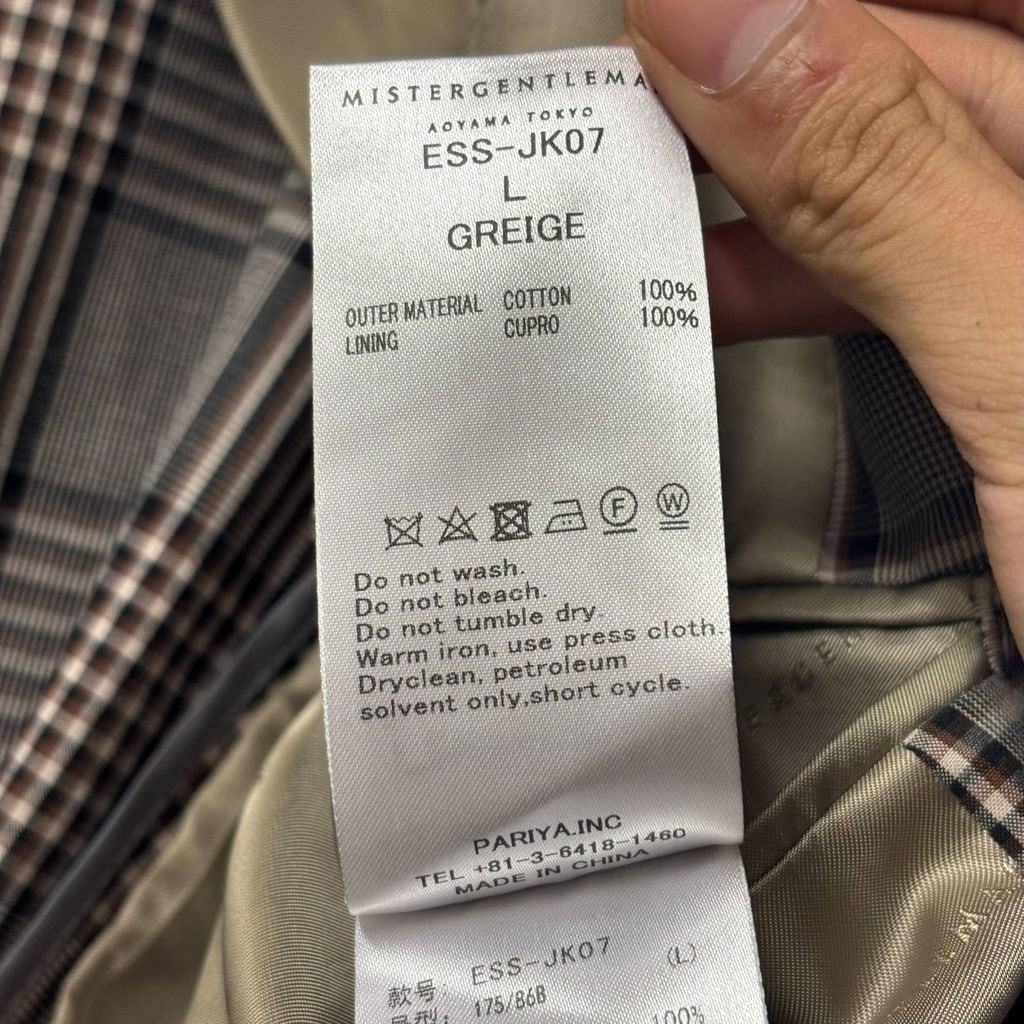 MISTERGENTLEMA
AOYAMA TOKYO
ESS-JK07
L
GREIGE
OUTER MATERIAL COTTON 100%
LINING CUPRO 100%
F W
Do not wash.
Do not bleach.
Do not tumble dry.
Warm iron, use press cloth.
Dryclean, petroleum
solvent only,short cycle.
PARIYA.INC
TEL +81-3-6418-1460
MADE IN CHINA
款号: ESS-JK07 (L)
号型: 175/86B
100%